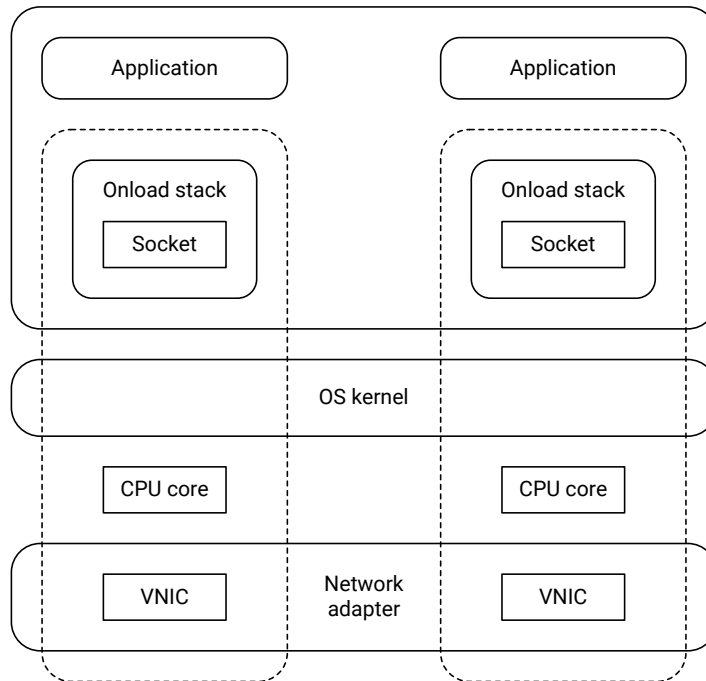 Application
Application
Onload stack
Onload stack
Socket
Socket
OS kernel
CPU core
CPU core
VNIC
Network
adapter
VNIC